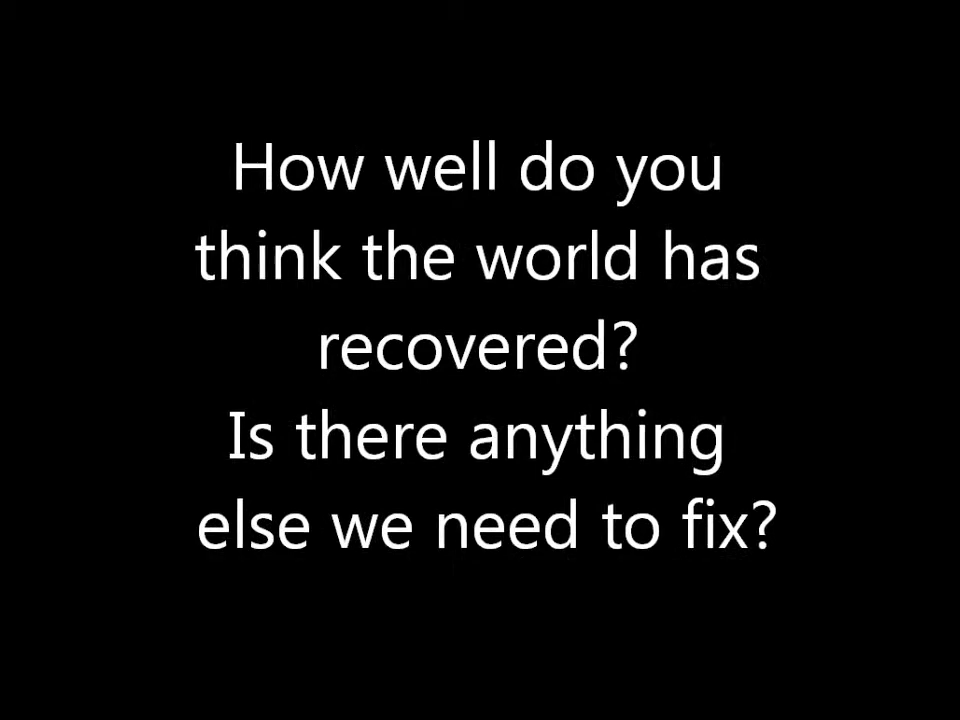 How well do you
think the world has
recovered?
Is there anything
else we need to fix?